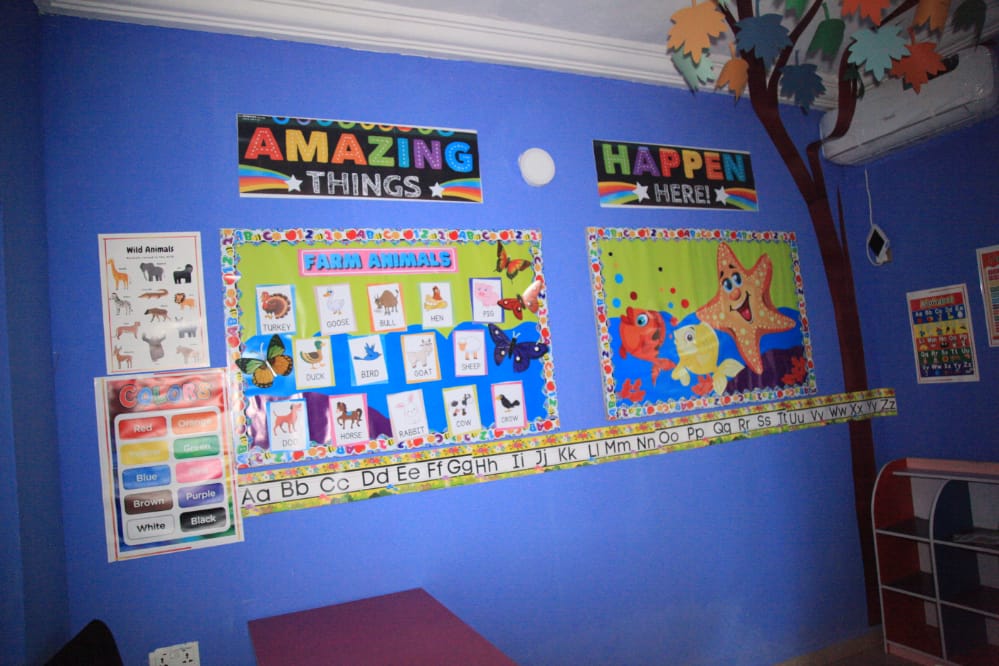 AMAZING
THINGS
HAPPEN
HERE!
Wild Animals
FARM ANIMALS
TURKEY
GOOSE
BULL
HEN
PIG
DUCK
BIRD
GOAT
SHEEP
DOG
HORSE
RABBIT
COW
CROW
COLORS
Red
Orange
Yellow
Green
Blue
Pink
Brown
Purple
White
Black
Aa Bb Cc Dd Ee Ff Gg Hh Ii Jj Kk Ll Mm Nn Oo Pp Qq Rr Ss Tt Uu Vv Ww Xx Yy Zz